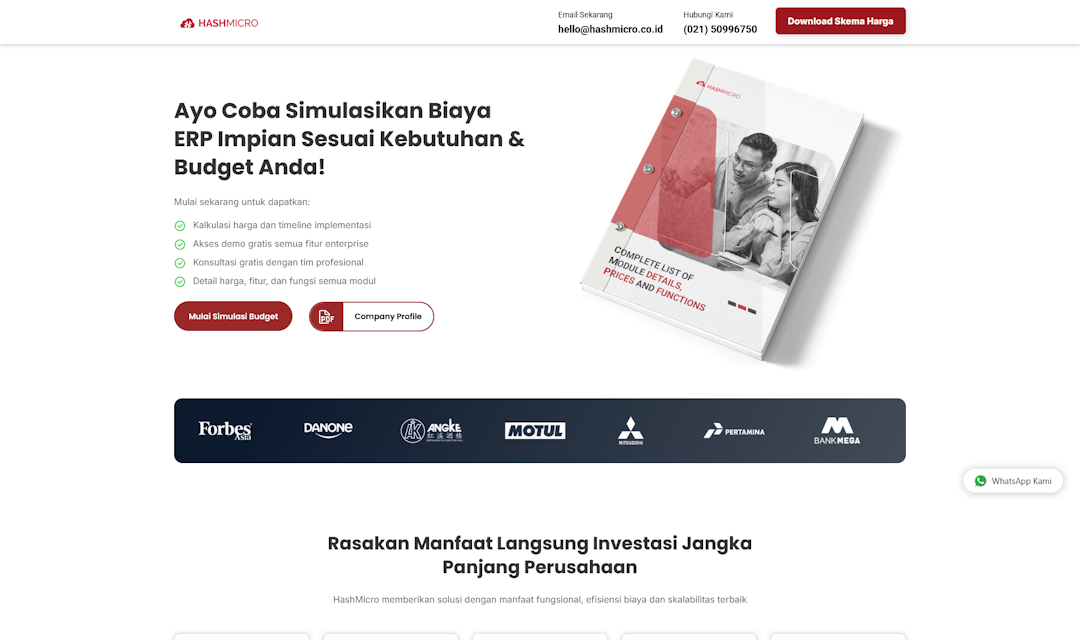 HASHMICRO
Email Sekarang
hello@hashmicro.co.id
Hubungi Kami
(021) 50996750
Download Skema Harga
Ayo Coba Simulasikan Biaya
ERP Impian Sesuai Kebutuhan &
Budget Anda!
Mulai sekarang untuk dapatkan:
Kalkulasi harga dan timeline implementasi
Akses demo gratis semua fitur enterprise
Konsultasi gratis dengan tim profesional
Detail harga, fitur, dan fungsi semua modul
Mulai Simulasi Budget
PDF
Company Profile
HASHMICRO
COMPLETE LIST OF
MODULE DETAILS,
PRICES AND FUNCTIONS
Forbes
Asia
DANONE
AK
ANGKE
MOTUL
MITSUBISHI
PERTAMINA
BANK MEGA
WhatsApp Kami
Rasakan Manfaat Langsung Investasi Jangka
Panjang Perusahaan
HashMicro memberikan solusi dengan manfaat fungsional, efisiensi biaya dan skalabilitas terbaik